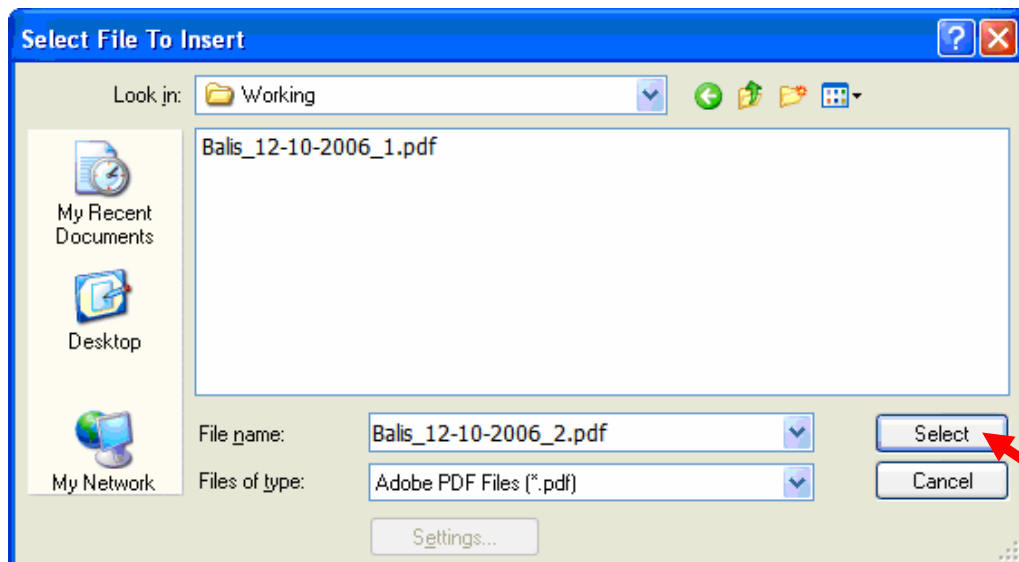 Select File To Insert
?
Look in:
Working
Balis_12-10-2006_1.pdf
My Recent
Documents
Desktop
My Network
File name:
Balis_12-10-2006_2.pdf
Select
Files of type:
Adobe PDF Files (*.pdf)
Cancel
Settings...